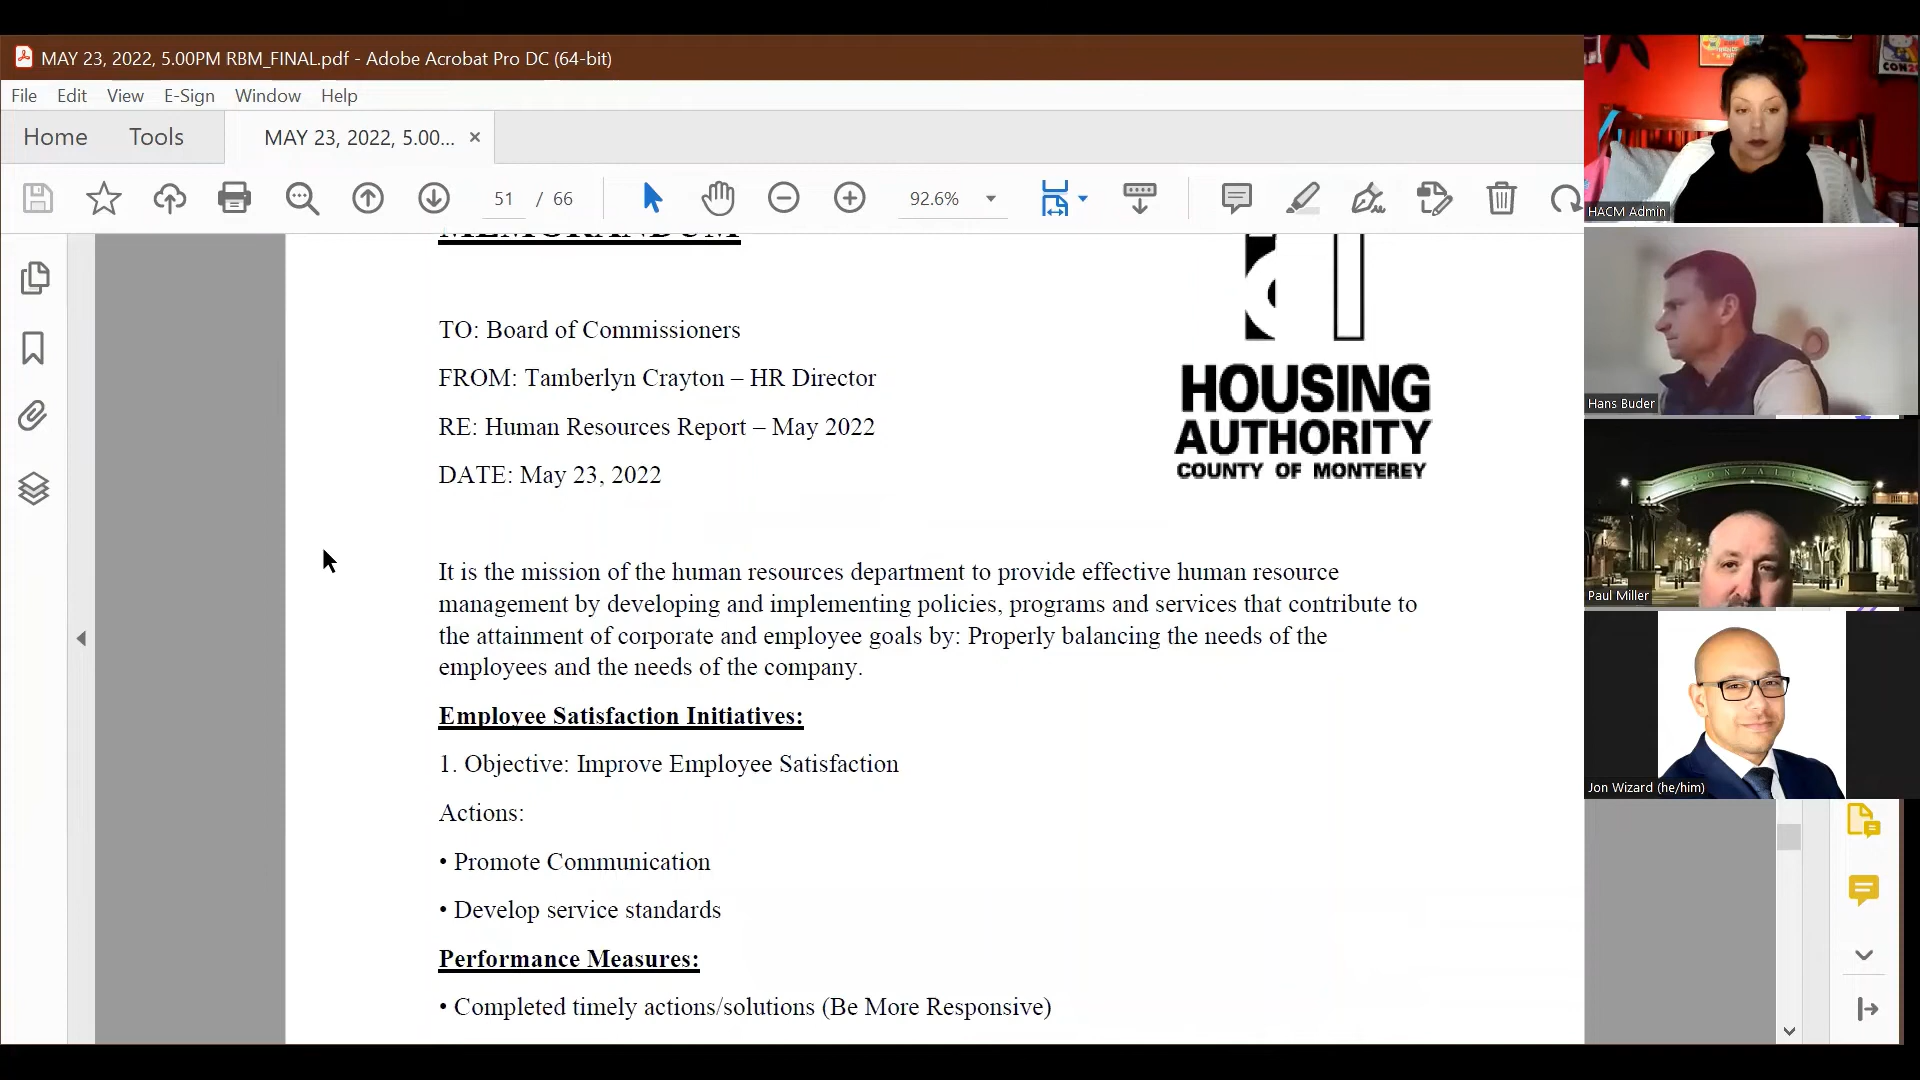 MAY 23, 2022, 5.00PM RBM_FINAL.pdf - Adobe Acrobat Pro DC (64-bit)
File Edit View E-Sign Window Help
Home Tools MAY 23, 2022, 5.00... ×
51 / 66 92.6%
MEMORANDUM
TO: Board of Commissioners
FROM: Tamberlyn Crayton – HR Director
RE: Human Resources Report – May 2022
DATE: May 23, 2022
HOUSING
AUTHORITY
COUNTY OF MONTEREY
It is the mission of the human resources department to provide effective human resource
management by developing and implementing policies, programs and services that contribute to
the attainment of corporate and employee goals by: Properly balancing the needs of the
employees and the needs of the company.
Employee Satisfaction Initiatives:
1. Objective: Improve Employee Satisfaction
Actions:
• Promote Communication
• Develop service standards
Performance Measures:
• Completed timely actions/solutions (Be More Responsive)
HACM Admin
Hans Buder
GONZALES
Paul Miller
Jon Wizard (he/him)